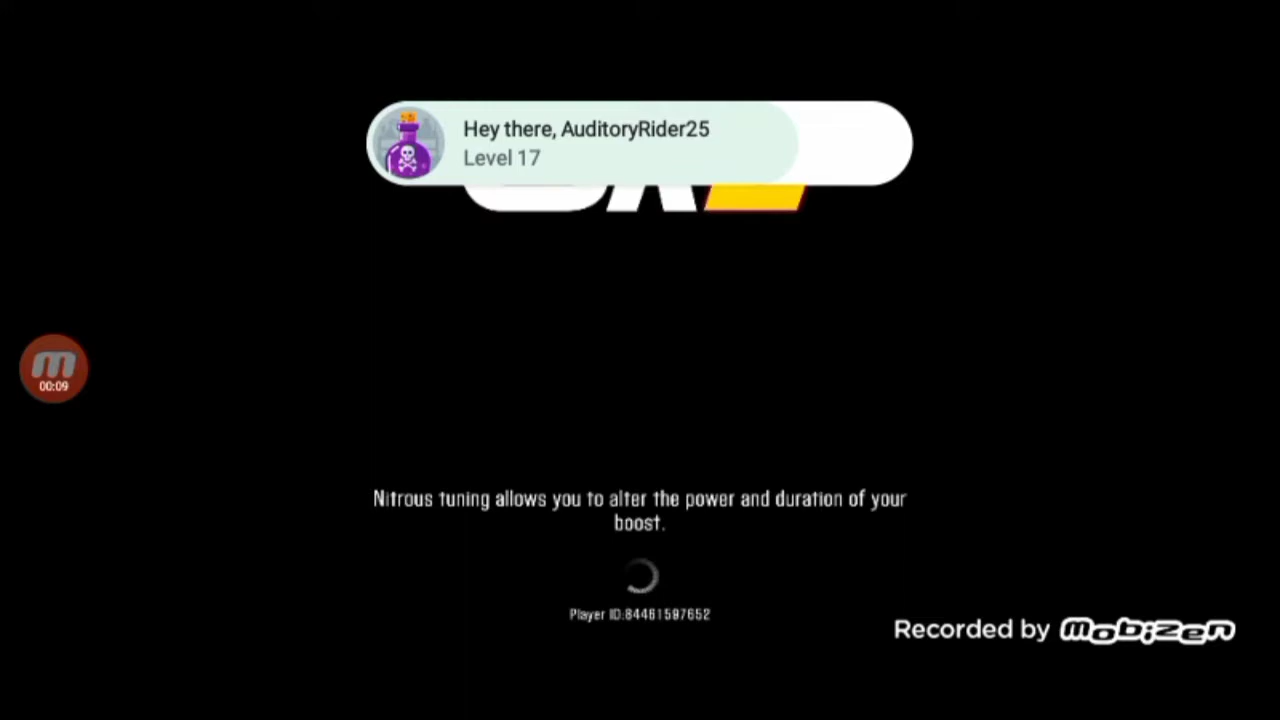 Hey there, AuditoryRider25
Level 17
00:09
Nitrous tuning allows you to alter the power and duration of your
boost.
Player ID:84461597652
Recorded by mobizen